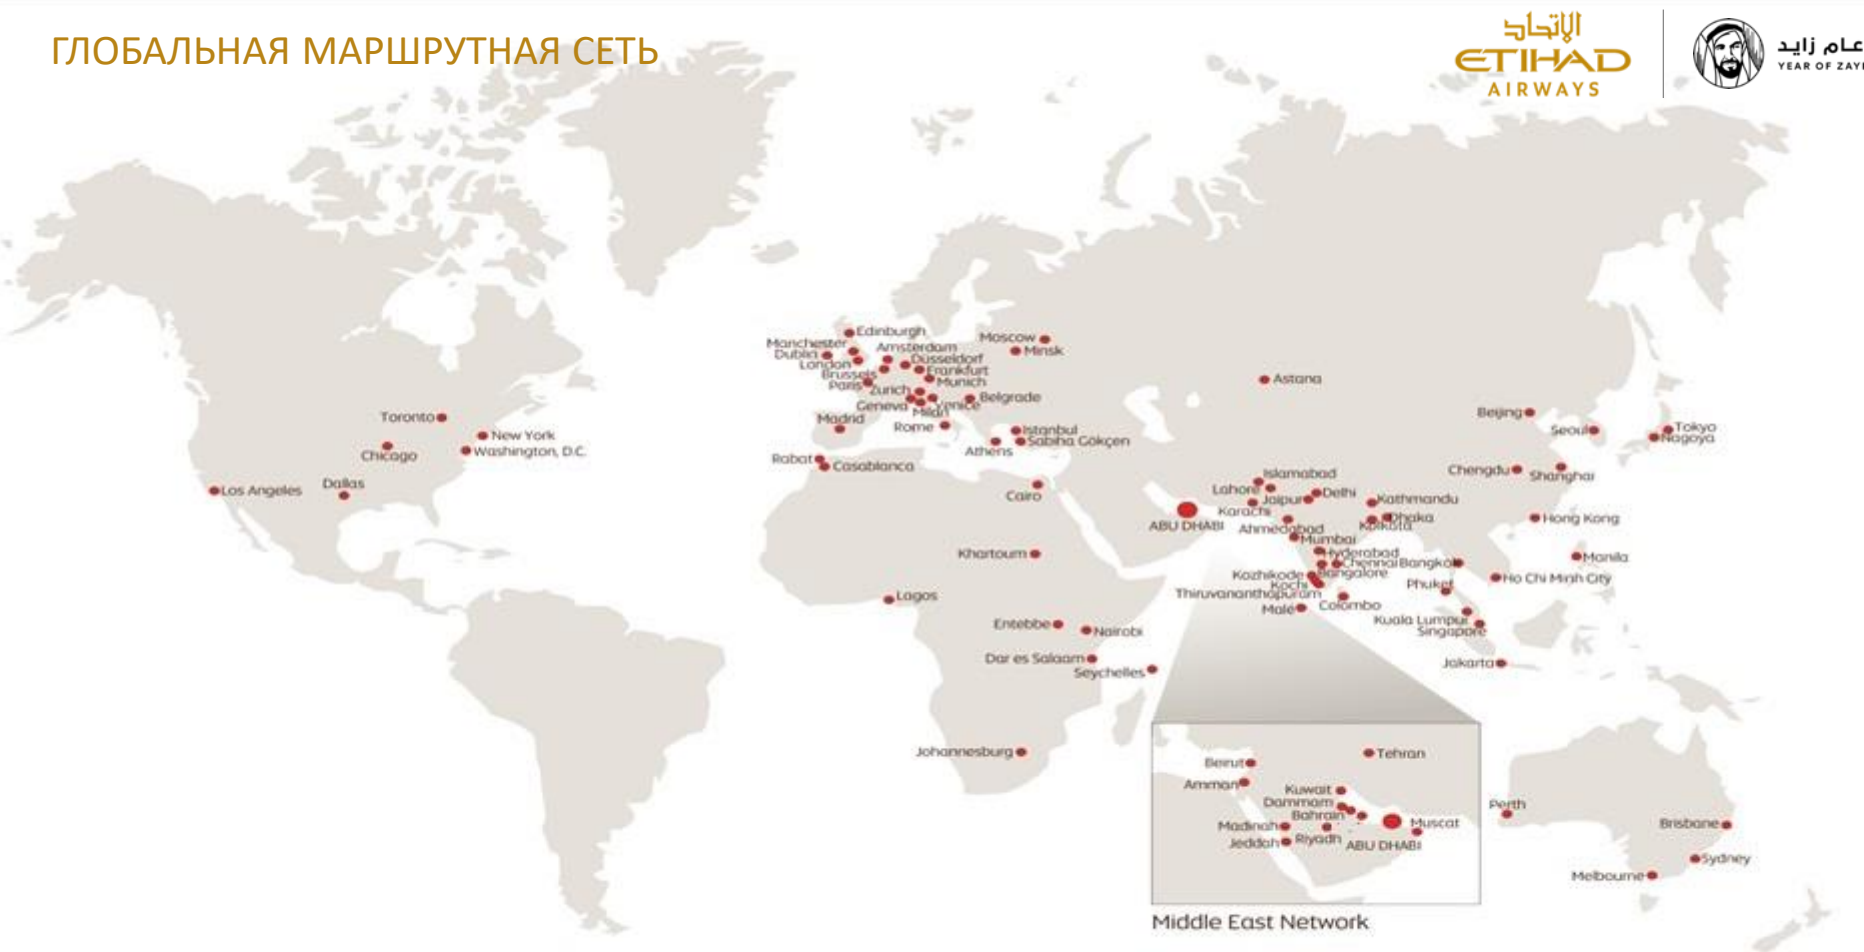 ГЛОБАЛЬНАЯ МАРШРУТНАЯ СЕТЬ
الإتحاد
ETIHAD
AIRWAYS
عام زايد
YEAR OF ZAYE
Edinburgh
Manchester
Dublin
London
Amsterdam
Düsseldorf
Brussels
Frankfurt
Paris
Munich
Zurich
Geneva
Milan
Venice
Belgrade
Madrid
Rome
Moscow
Minsk
Istanbul
Sabiha Gökçen
Athens
Astana
Toronto
New York
Washington, D.C.
Chicago
Los Angeles
Dallas
Rabat
Casablanca
Cairo
Khartoum
Lagos
Entebbe
Nairobi
Dar es Salaam
Seychelles
Johannesburg
ABU DHABI
Islamabad
Lahore
Jaipur
Delhi
Karachi
Kathmandu
Dhaka
Kolkata
Ahmedabad
Mumbai
Hyderabad
Chennai
Bangalore
Kozhikode
Kochi
Thiruvananthapuram
Male
Colombo
Bangkok
Phuket
Kuala Lumpur
Singapore
Jakarta
Ho Chi Minh City
Manila
Hong Kong
Beijing
Seoul
Tokyo
Nagoya
Chengdu
Shanghai
Perth
Brisbane
Sydney
Melbourne
Tehran
Beirut
Amman
Kuwait
Dammam
Bahrain
Madinah
Jeddah
Riyadh
ABU DHABI
Muscat
Middle East Network